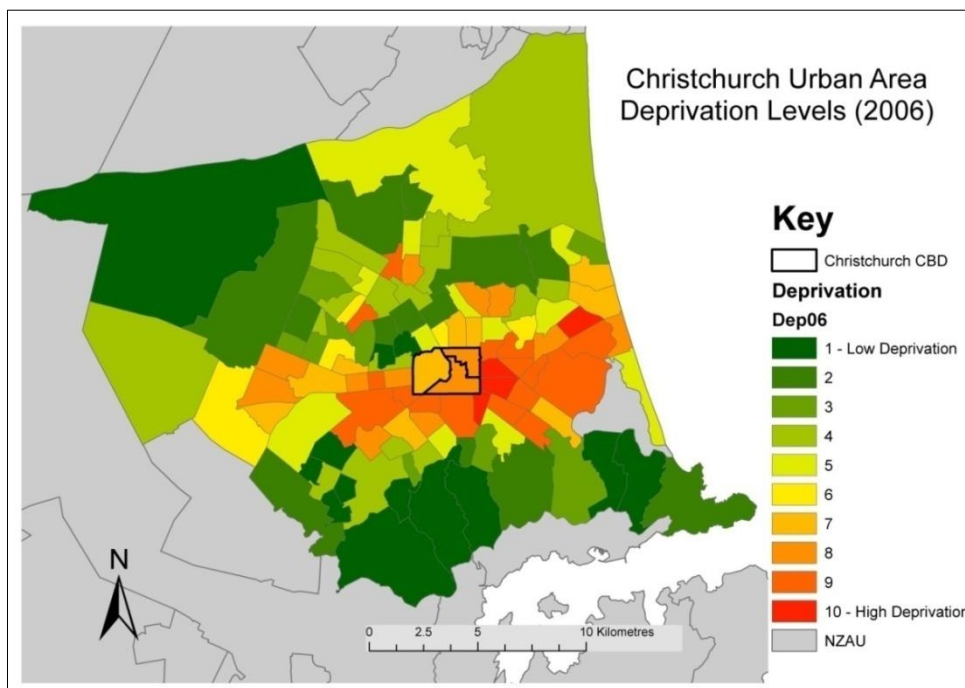 Christchurch Urban Area
Deprivation Levels (2006)
Key
Christchurch CBD
Deprivation
Dep06
1 - Low Deprivation
2
3
4
5
6
7
8
9
10 - High Deprivation
NZAU
N
0 2.5 5 10 Kilometres